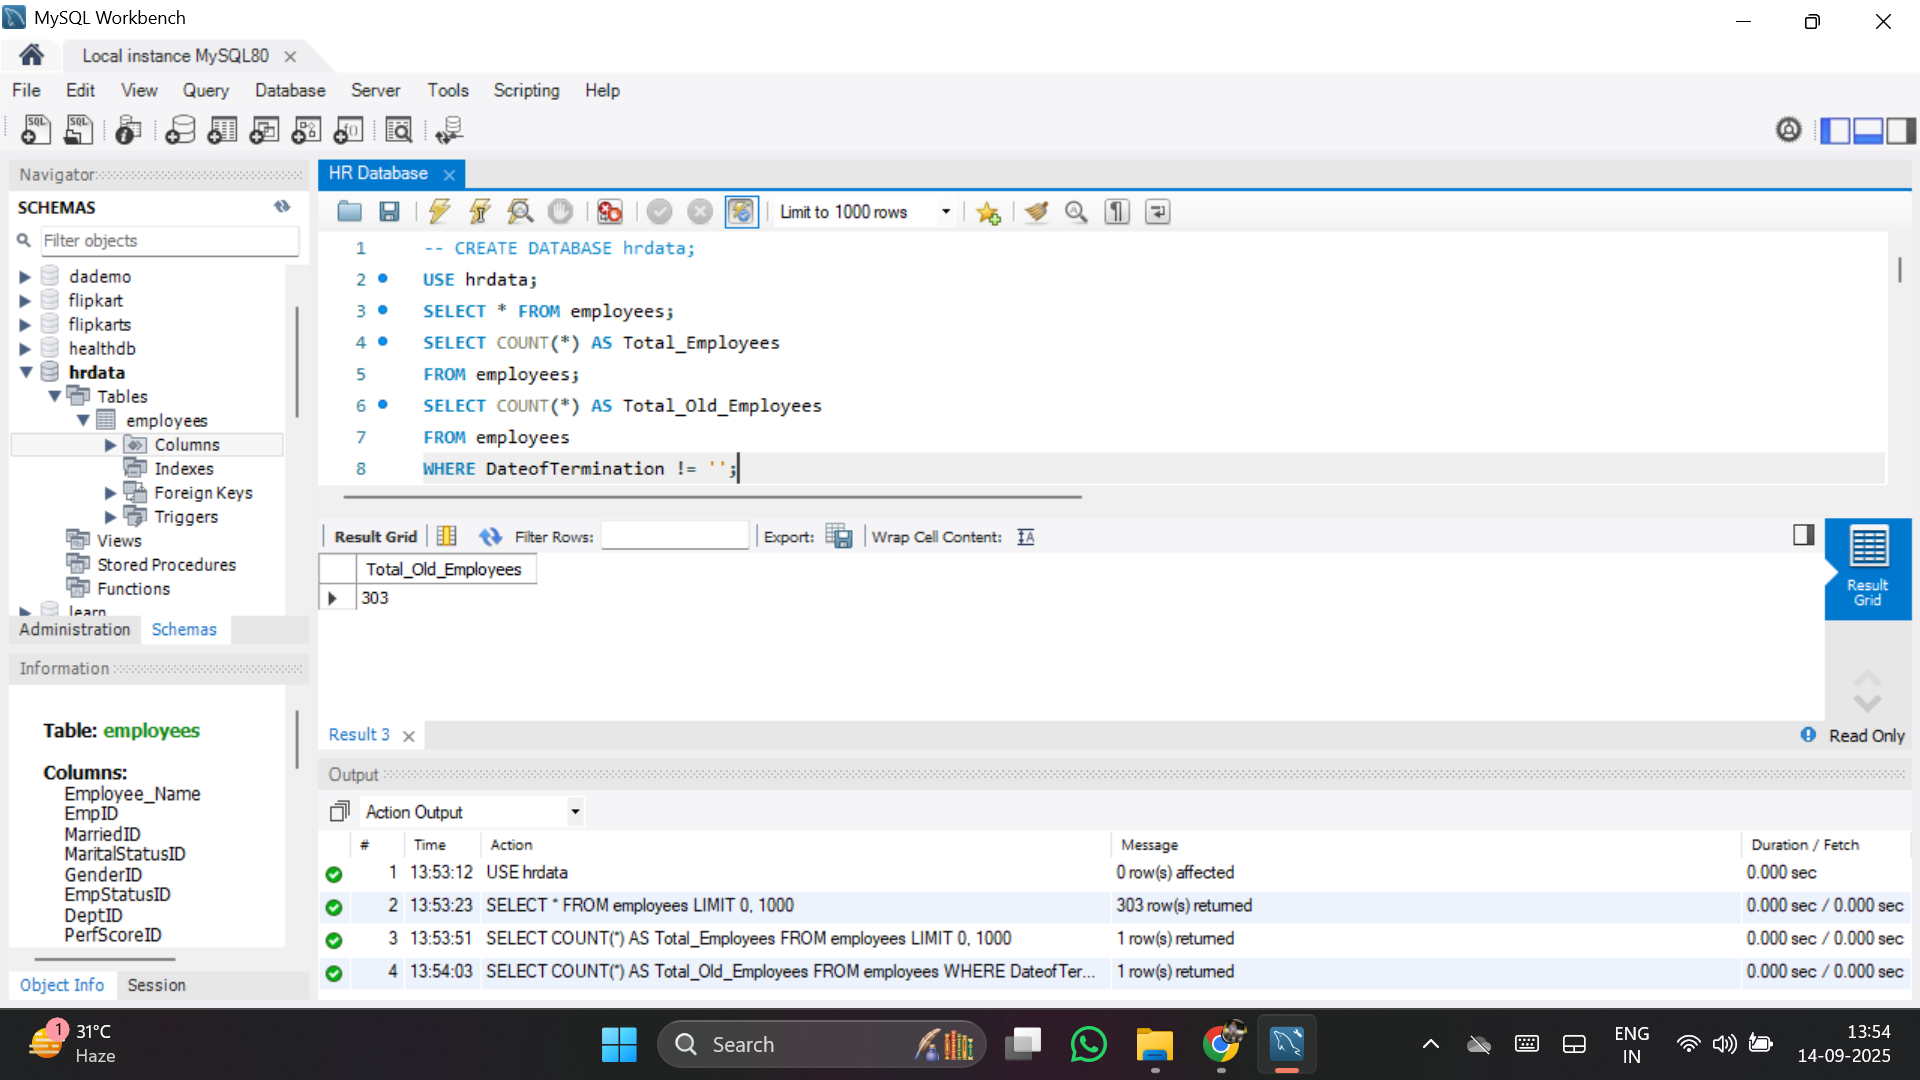 MySQL Workbench
Local instance MySQL80
File Edit View Query Database Server Tools Scripting Help
Navigator
SCHEMAS
Filter objects
dademo
flipkart
flipkarts
healthdb
hrdata
Tables
employees
Columns
Indexes
Foreign Keys
Triggers
Views
Stored Procedures
Functions
learn
Administration Schemas
Information
Table: employees
Columns:
Employee_Name
EmpID
MarriedID
MaritalStatusID
GenderID
EmpStatusID
DeptID
PerfScoreID
Object Info Session
HR Database
Limit to 1000 rows
1 -- CREATE DATABASE hrdata;
2 USE hrdata;
3 SELECT * FROM employees;
4 SELECT COUNT(*) AS Total_Employees
5 FROM employees;
6 SELECT COUNT(*) AS Total_Old_Employees
7 FROM employees
8 WHERE DateofTermination != '';
Result Grid Filter Rows: Export: Wrap Cell Content:
Total_Old_Employees
303
Result
Grid
Result 3
Read Only
Output
Action Output
# Time Action Message Duration / Fetch
1 13:53:12 USE hrdata 0 row(s) affected 0.000 sec
2 13:53:23 SELECT * FROM employees LIMIT 0, 1000 303 row(s) returned 0.000 sec / 0.000 sec
3 13:53:51 SELECT COUNT(*) AS Total_Employees FROM employees LIMIT 0, 1000 1 row(s) returned 0.000 sec / 0.000 sec
4 13:54:03 SELECT COUNT(*) AS Total_Old_Employees FROM employees WHERE DateofTer... 1 row(s) returned 0.000 sec / 0.000 sec
1
31°C
Haze
Search
ENG
IN
13:54
14-09-2025